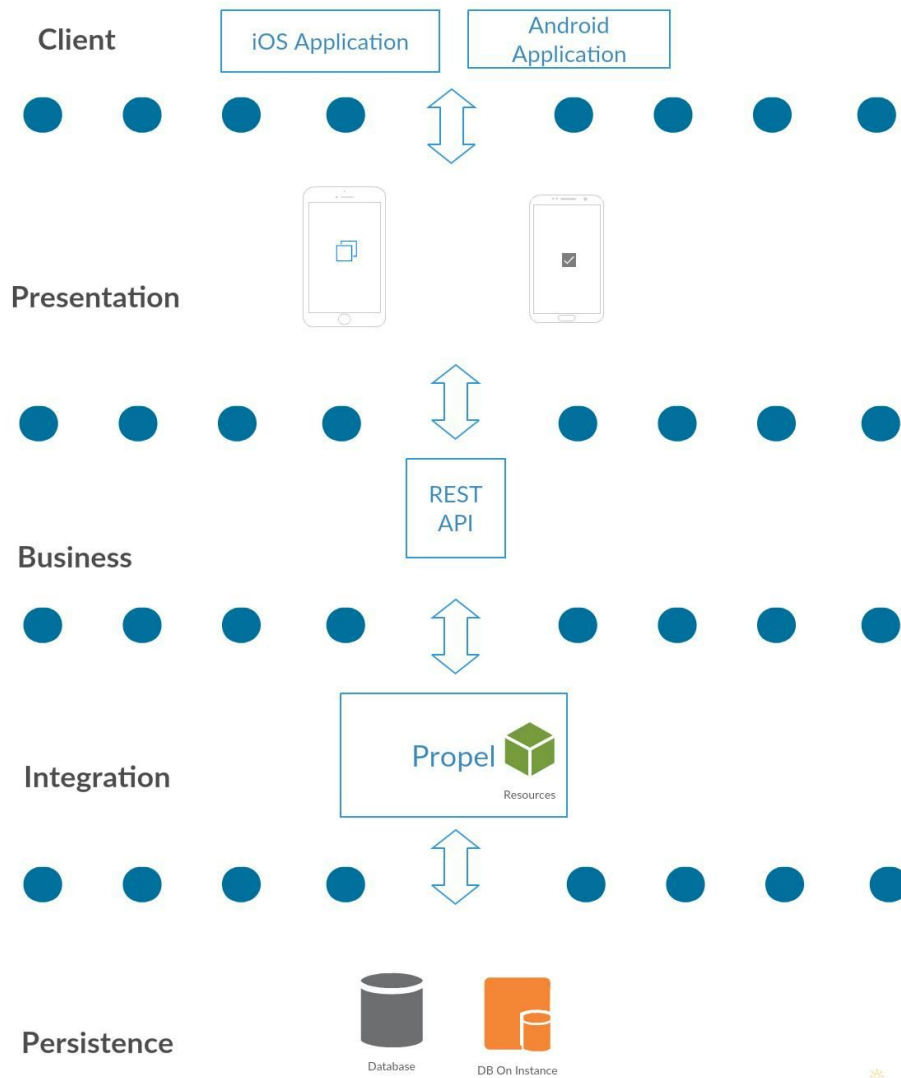 Client
iOS Application
Android
Application
Presentation
REST
API
Business
Propel
Resources
Integration
Persistence
Database
DB On Instance